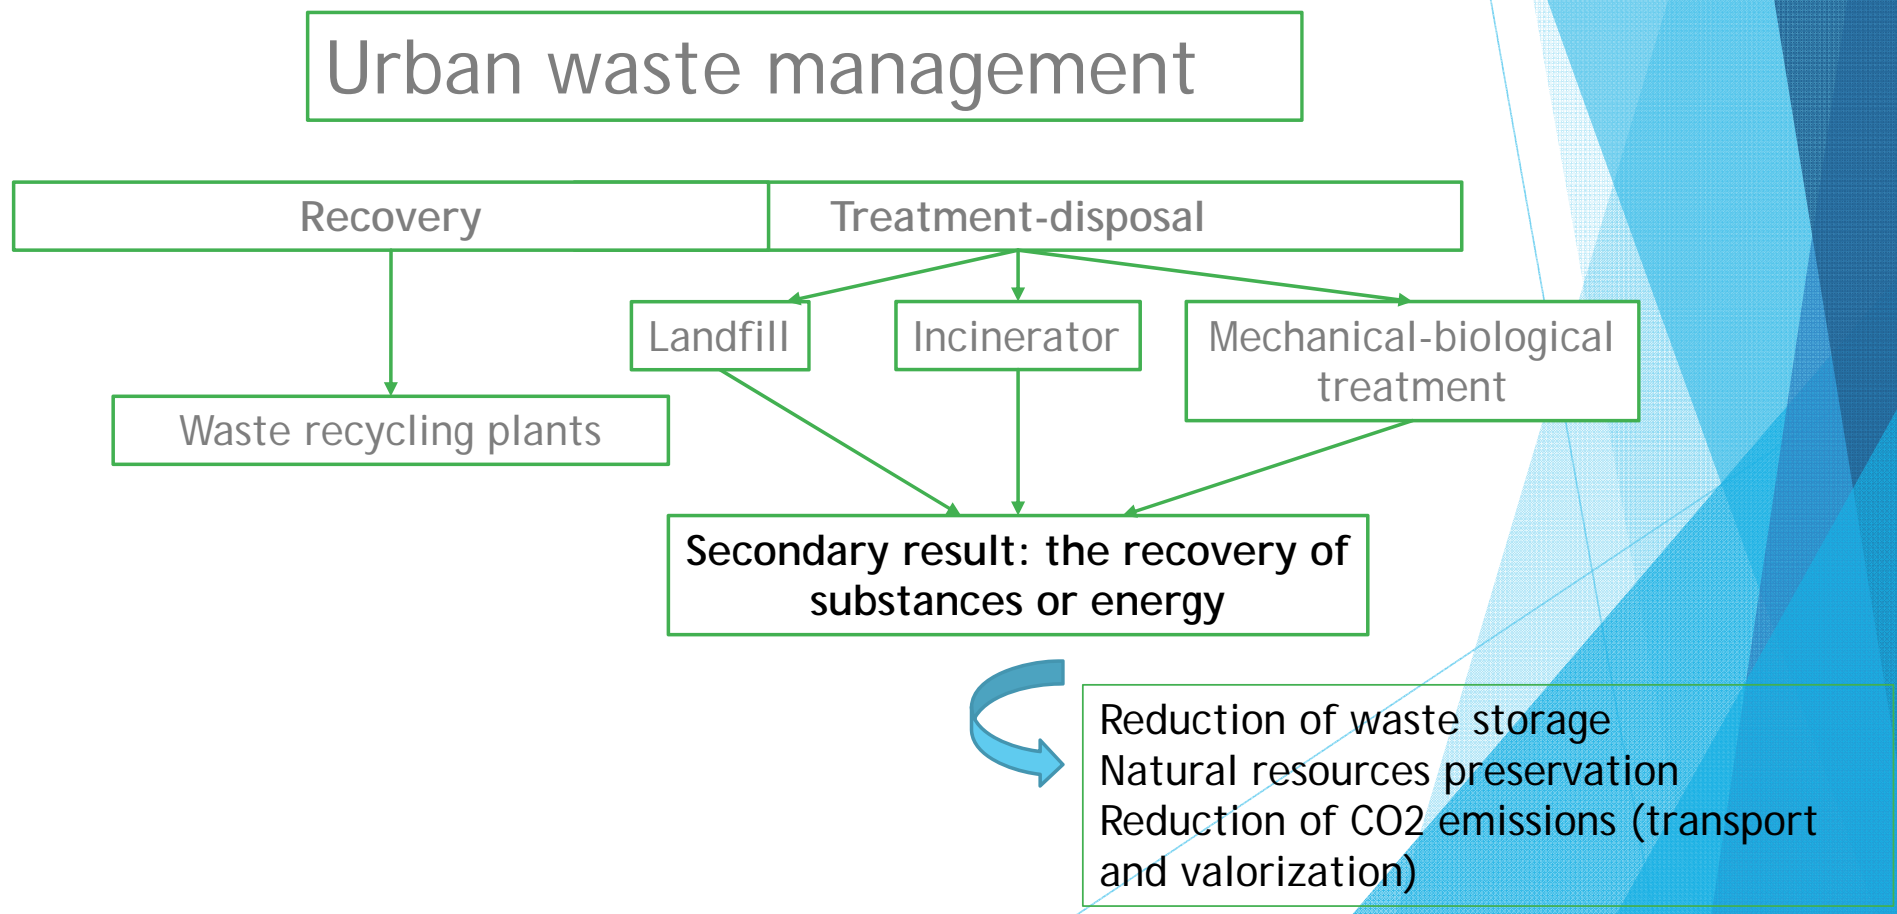 Urban waste management
Recovery
Treatment-disposal
Landfill
Incinerator
Mechanical-biological
treatment
Waste recycling plants
Secondary result: the recovery of
substances or energy
Reduction of waste storage
Natural resources preservation
Reduction of CO2 emissions (transport
and valorization)